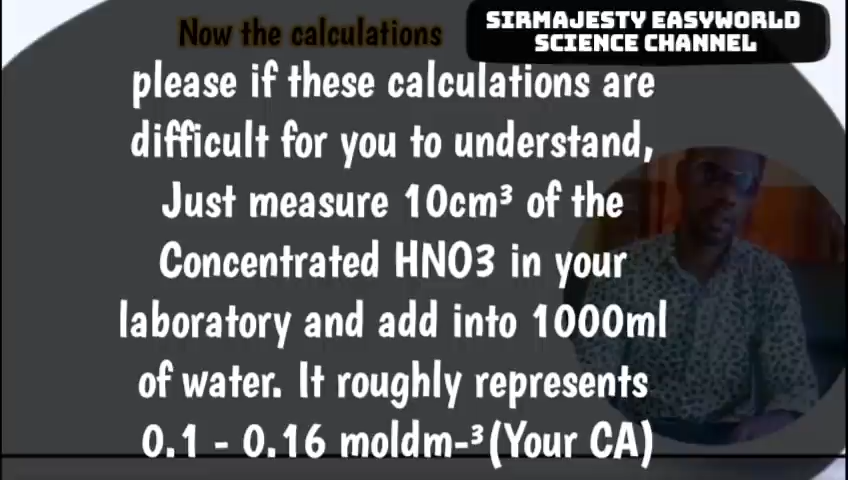 Now the calculations
SIRMAJESTY EASYWORLD
SCIENCE CHANNEL
please if these calculations are
difficult for you to understand,
Just measure 10cm³ of the
Concentrated HNO3 in your
laboratory and add into 1000ml
of water. It roughly represents
0.1 - 0.16 moldm-³(Your CA)